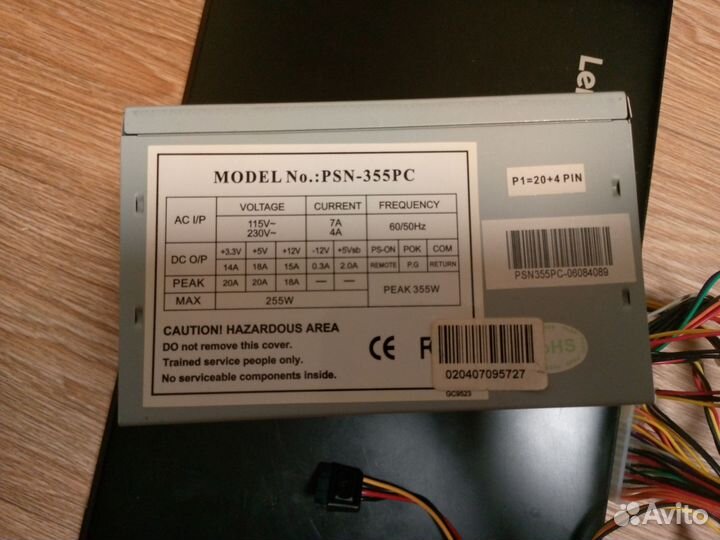 Le
MODEL No.:PSN-355PC
P1=20+4 PIN
AC I/P VOLTAGE CURRENT FREQUENCY
115V~ 7A 60/50Hz
230V~ 4A
DC O/P +3.3V +5V +12V -12V +5Vsb PS-ON POK COM
14A 18A 15A 0.3A 2.0A REMOTE P.G RETURN
PEAK 20A 20A 18A — — PEAK 355W
MAX 255W
PSN355PC-06084089
CAUTION! HAZARDOUS AREA
Do not remove this cover.
Trained service people only.
No serviceable components inside.
CE
R
OHS
020407095727
GC9523
Avito